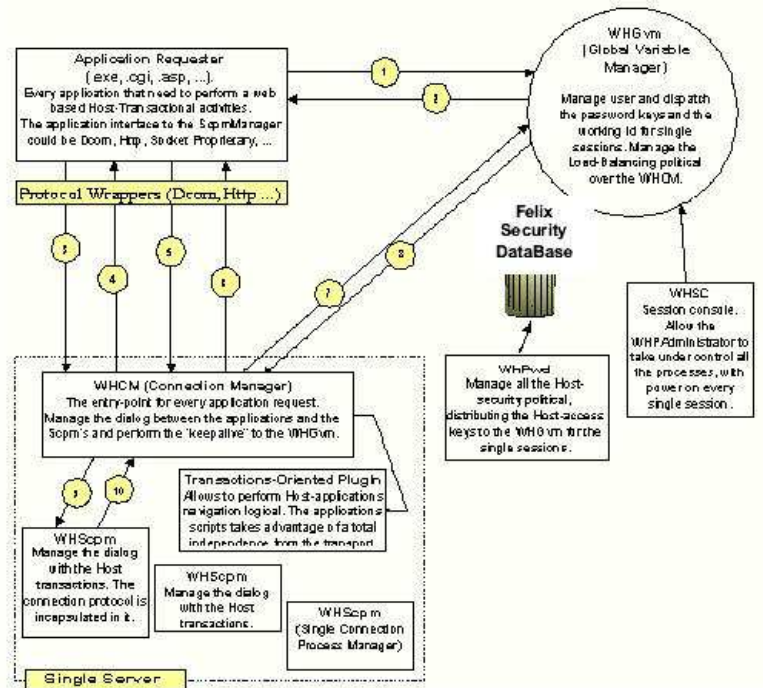 Application Requester
(.exe, .cgi, .asp, ...).
Every application that need to perform a web
based Host-Transactional activities.
The application interface to the ScpmManager
could be Dcom, Http, Socket Proprietary, ...
Protocol Wrappers (Dcom, Http ...)
WHGvm
(Global Variable
Manager)
Manage user and dispatch
the password keys and the
working id for single
sessions. Manage the
Load-Balancing political
over the WHCM.
1
2
3
4
5
6
7
8
Felix
Security
DataBase
WHSC
Session console.
Allow the
WHPAdministrator to
take under control all
the processes, with
power on every
single session.
WHPwd
Manage all the Host-
security political,
distributing the Host-access
keys to the WHGvm for the
single sessions.
WHCM (Connection Manager)
The entry-point for every application request.
Manage the dialog between the applications and the
Scpm's and perform the "keepalive" to the WHGvm.
9
10
Transactions-Oriented Plugin
Allows to perform Host-applications
navigation logical. The applications
scripts takes advantage of a total
independence from the transport
WHScpm
Manage the dialog
with the Host
transactions. The
connection protocol is
incapsulated in it.
WHScpm
Manage the dialog
with the Host
transactions.
WHScpm
(Single Connection
Process Manager)
Single Server